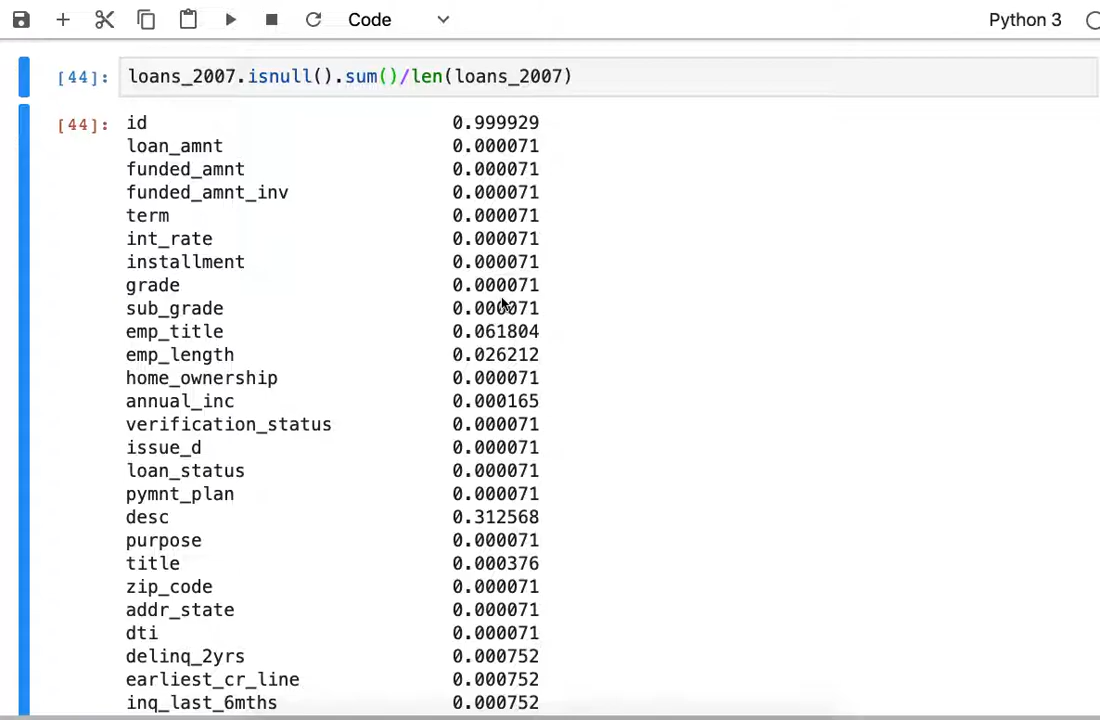 Code Python 3
[44]: loans_2007.isnull().sum()/len(loans_2007)
[44]: id 0.999929
loan_amnt 0.000071
funded_amnt 0.000071
funded_amnt_inv 0.000071
term 0.000071
int_rate 0.000071
installment 0.000071
grade 0.000071
sub_grade 0.000071
emp_title 0.061804
emp_length 0.026212
home_ownership 0.000071
annual_inc 0.000165
verification_status 0.000071
issue_d 0.000071
loan_status 0.000071
pymnt_plan 0.000071
desc 0.312568
purpose 0.000071
title 0.000376
zip_code 0.000071
addr_state 0.000071
dti 0.000071
delinq_2yrs 0.000752
earliest_cr_line 0.000752
inq_last_6mths 0.000752